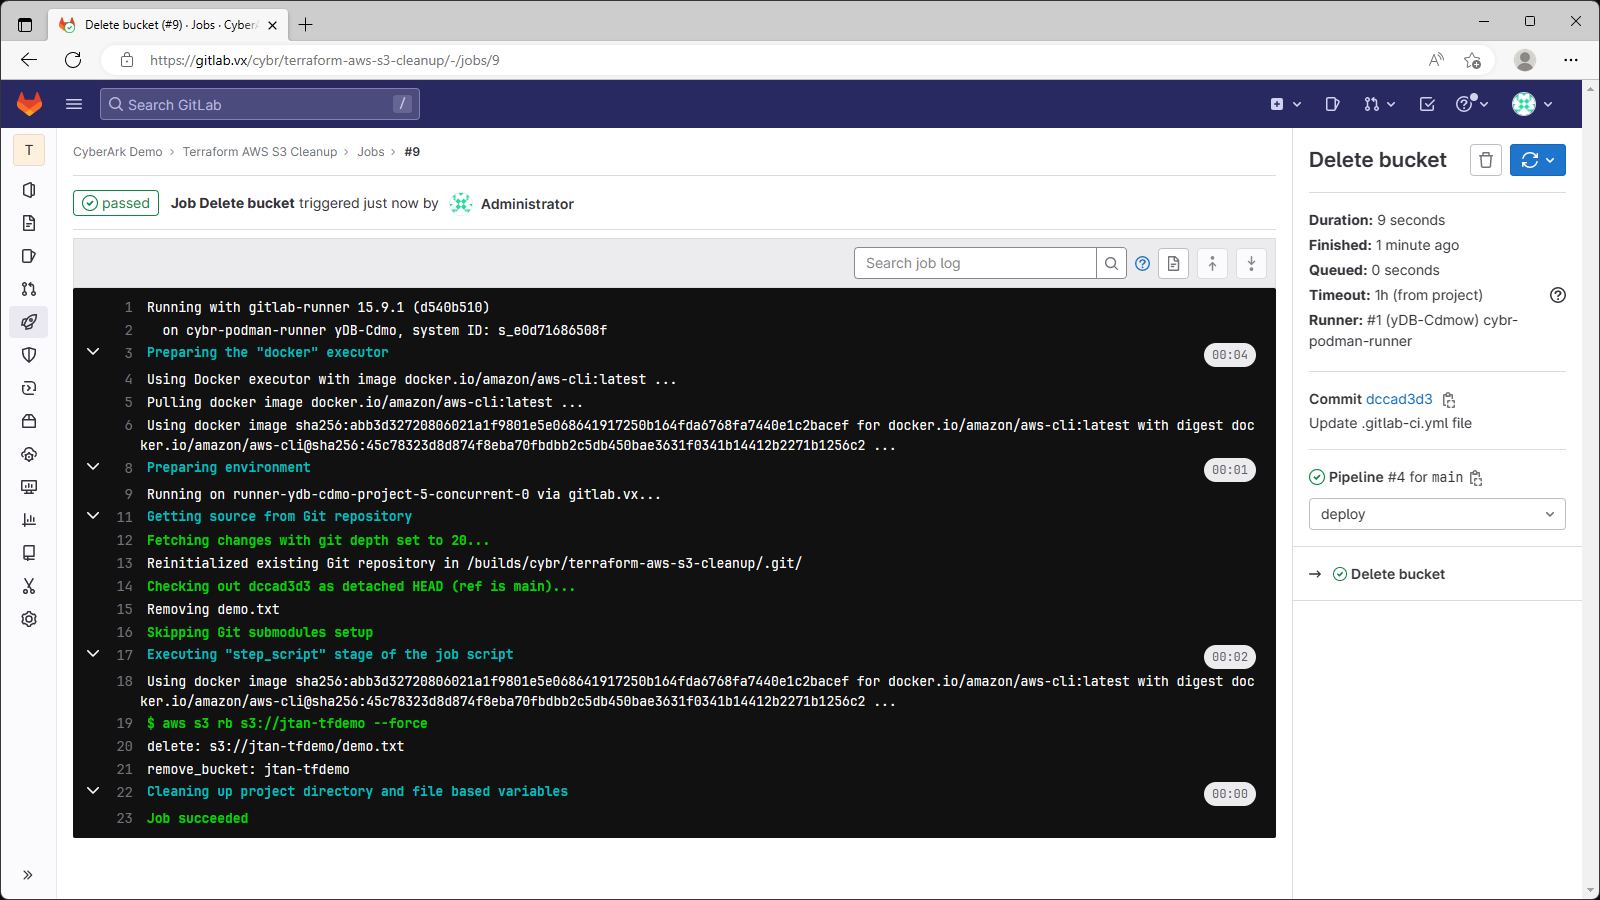 Delete bucket (#9) · Jobs · CyberA
https://gitlab.vx/cybr/terraform-aws-s3-cleanup/-/jobs/9
Search GitLab /
T
CyberArk Demo › Terraform AWS S3 Cleanup › Jobs › #9
passed Job Delete bucket triggered just now by Administrator
Search job log
1 Running with gitlab-runner 15.9.1 (d540b510)
2 on cybr-podman-runner yDB-Cdmo, system ID: s_e0d71686508f
3 Preparing the "docker" executor 00:04
4 Using Docker executor with image docker.io/amazon/aws-cli:latest ...
5 Pulling docker image docker.io/amazon/aws-cli:latest ...
6 Using docker image sha256:abb3d32720806021a1f9801e5e068641917250b164fda6768fa7440e1c2bacef for docker.io/amazon/aws-cli:latest with digest doc
ker.io/amazon/aws-cli@sha256:45c78323d8d874f8eba70fbdbb2c5db450bae3631f0341b14412b2271b1256c2 ...
8 Preparing environment 00:01
9 Running on runner-ydb-cdmo-project-5-concurrent-0 via gitlab.vx...
11 Getting source from Git repository
12 Fetching changes with git depth set to 20...
13 Reinitialized existing Git repository in /builds/cybr/terraform-aws-s3-cleanup/.git/
14 Checking out dccad3d3 as detached HEAD (ref is main)...
15 Removing demo.txt
16 Skipping Git submodules setup
17 Executing "step_script" stage of the job script 00:02
18 Using docker image sha256:abb3d32720806021a1f9801e5e068641917250b164fda6768fa7440e1c2bacef for docker.io/amazon/aws-cli:latest with digest doc
ker.io/amazon/aws-cli@sha256:45c78323d8d874f8eba70fbdbb2c5db450bae3631f0341b14412b2271b1256c2 ...
19 $ aws s3 rb s3://jtan-tfdemo --force
20 delete: s3://jtan-tfdemo/demo.txt
21 remove_bucket: jtan-tfdemo
22 Cleaning up project directory and file based variables 00:00
23 Job succeeded
Delete bucket
Duration: 9 seconds
Finished: 1 minute ago
Queued: 0 seconds
Timeout: 1h (from project)
Runner: #1 (yDB-Cdmow) cybr-
podman-runner
Commit dccad3d3
Update .gitlab-ci.yml file
Pipeline #4 for main
deploy
→ Delete bucket